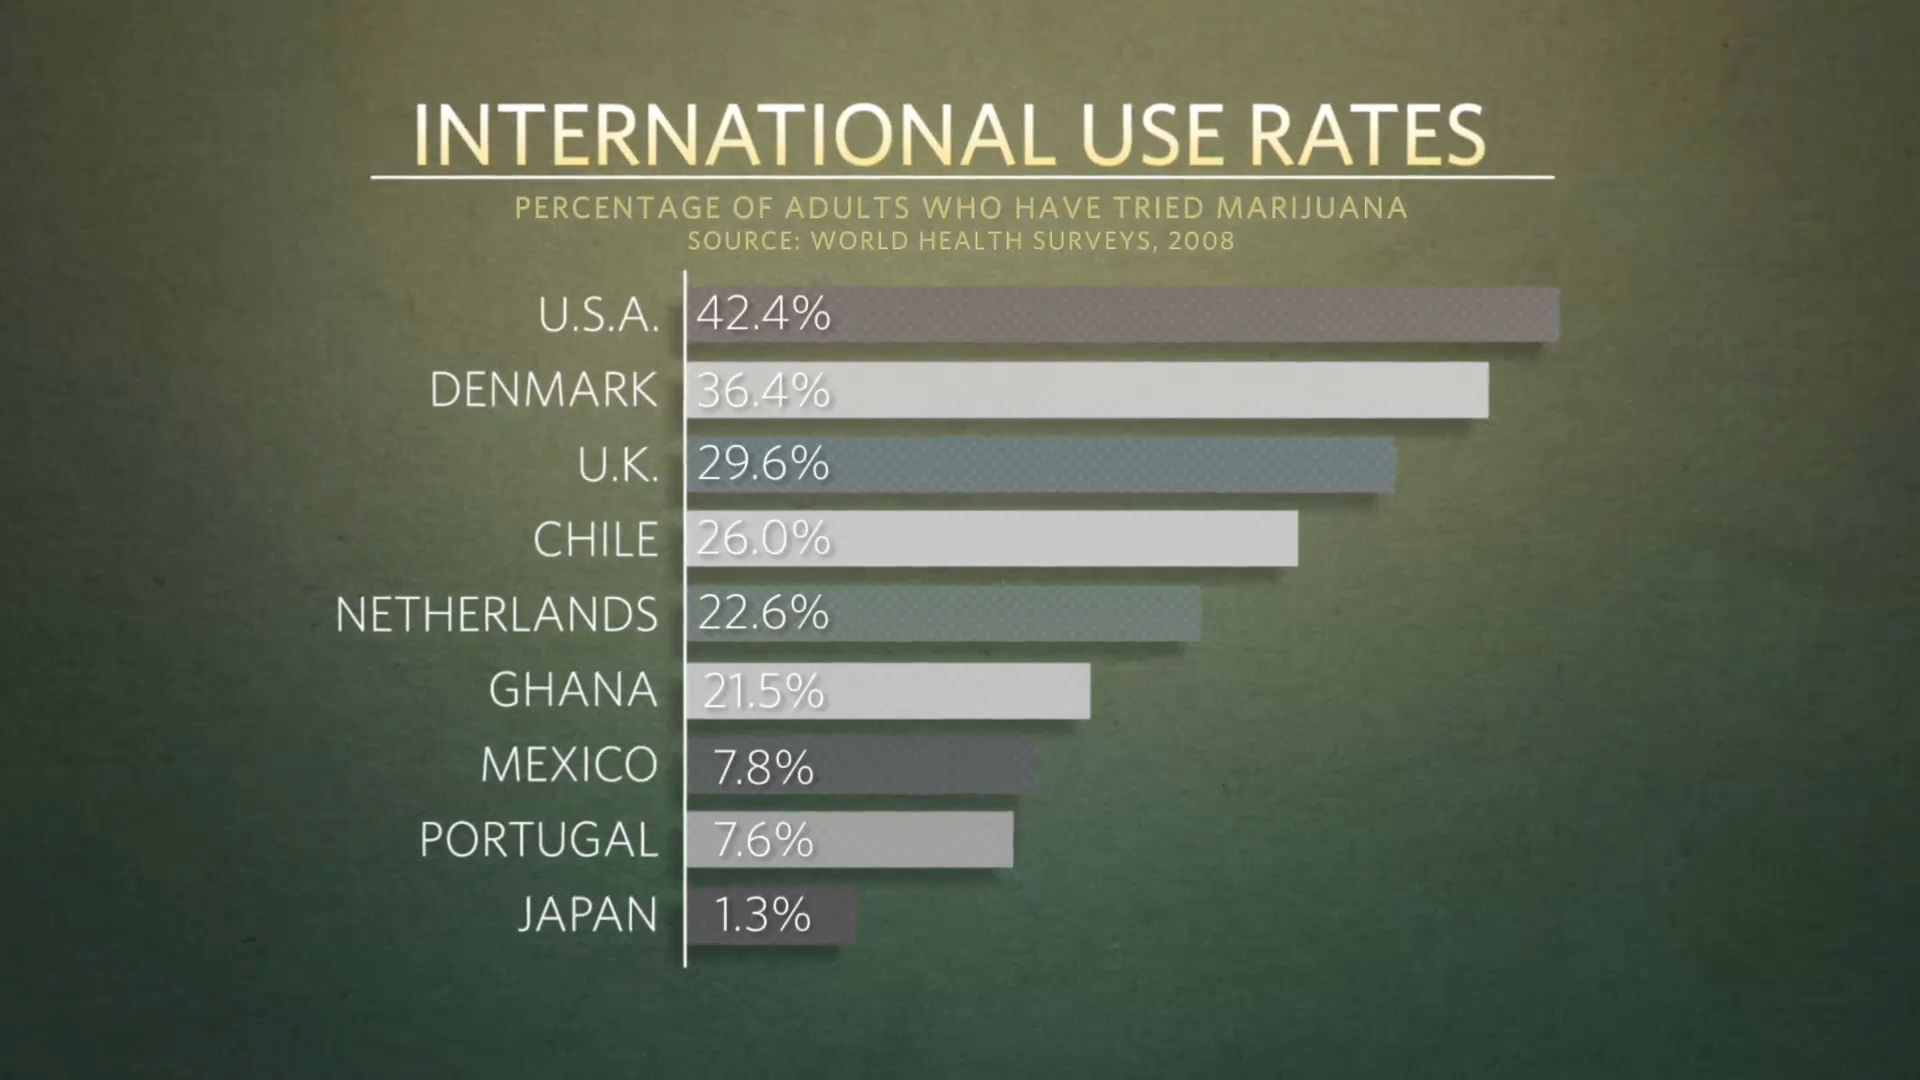 INTERNATIONAL USE RATES
PERCENTAGE OF ADULTS WHO HAVE TRIED MARIJUANA
SOURCE: WORLD HEALTH SURVEYS, 2008
U.S.A. 42.4%
DENMARK 36.4%
U.K. 29.6%
CHILE 26.0%
NETHERLANDS 22.6%
GHANA 21.5%
MEXICO 7.8%
PORTUGAL 7.6%
JAPAN 1.3%